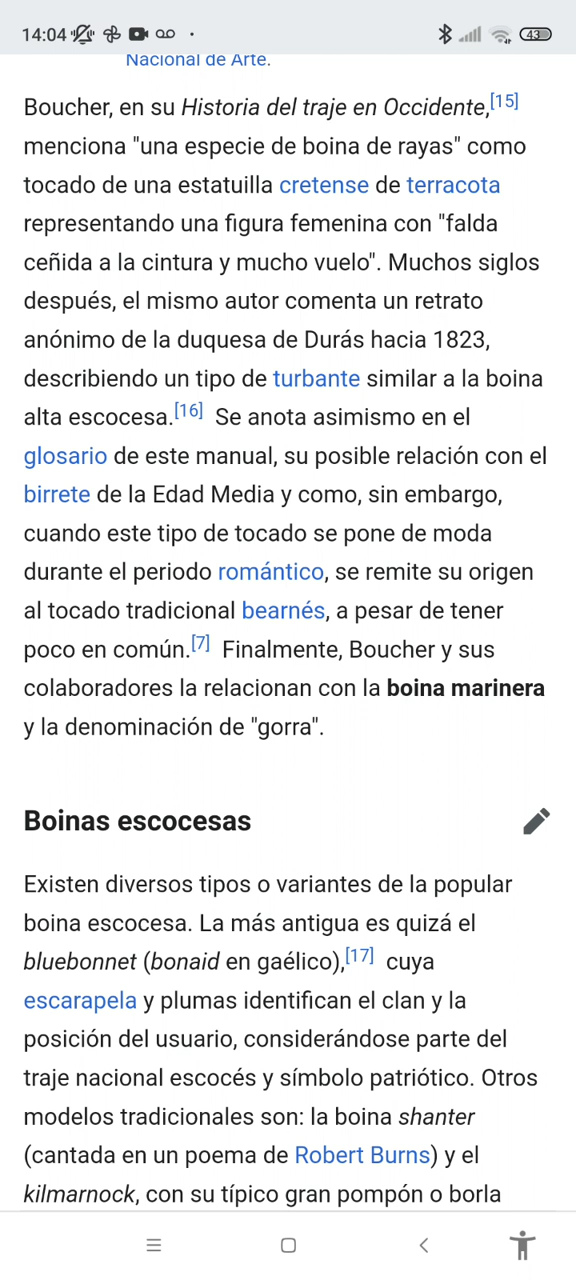 14:04
43
Nacional de Arte.
Boucher, en su Historia del traje en Occidente,[15]
menciona "una especie de boina de rayas" como
tocado de una estatuilla cretense de terracota
representando una figura femenina con "falda
ceñida a la cintura y mucho vuelo". Muchos siglos
después, el mismo autor comenta un retrato
anónimo de la duquesa de Durás hacia 1823,
describiendo un tipo de turbante similar a la boina
alta escocesa.[16] Se anota asimismo en el
glosario de este manual, su posible relación con el
birrete de la Edad Media y como, sin embargo,
cuando este tipo de tocado se pone de moda
durante el periodo romántico, se remite su origen
al tocado tradicional bearnés, a pesar de tener
poco en común.[7] Finalmente, Boucher y sus
colaboradores la relacionan con la boina marinera
y la denominación de "gorra".
Boinas escocesas
Existen diversos tipos o variantes de la popular
boina escocesa. La más antigua es quizá el
bluebonnet (bonaid en gaélico),[17] cuya
escarapela y plumas identifican el clan y la
posición del usuario, considerándose parte del
traje nacional escocés y símbolo patriótico. Otros
modelos tradicionales son: la boina shanter
(cantada en un poema de Robert Burns) y el
kilmarnock, con su típico gran pompón o borla